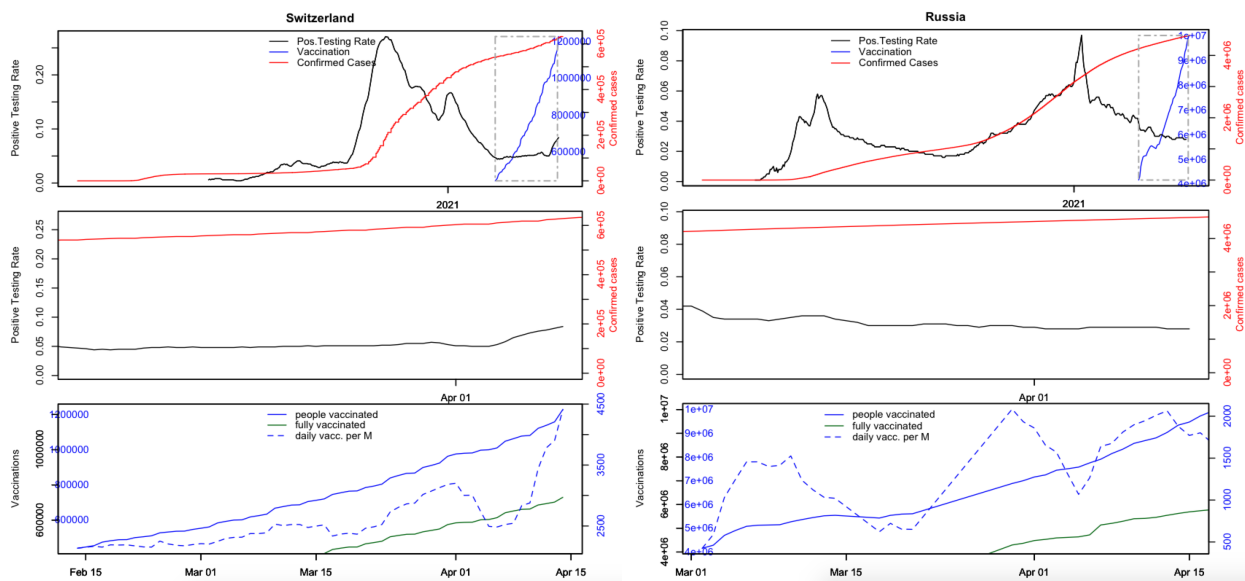 Switzerland
Pos.Testing Rate
Vaccination
Confirmed Cases
Positive Testing Rate
0.00
0.10
0.20
600000
800000
1000000
1200000
0e+00
2e+05
4e+05
6e+05
Confirmed cases
2021
Positive Testing Rate
0.00
0.05
0.10
0.15
0.20
0.25
0e+00
2e+05
4e+05
6e+05
Confirmed cases
Apr 01
people vaccinated
fully vaccinated
daily vacc. per M
Vaccinations
600000
800000
1000000
600000
800000
1000000
1200000
2500
3500
4500
Feb 15
Mar 01
Mar 15
Apr 01
Apr 15
Russia
Pos.Testing Rate
Vaccination
Confirmed Cases
Positive Testing Rate
0.00
0.02
0.04
0.06
0.08
0.10
4e+06
5e+06
6e+06
7e+06
8e+06
9e+06
1e+07
0e+00
2e+06
4e+06
Confirmed cases
2021
Positive Testing Rate
0.00
0.02
0.04
0.06
0.08
0.10
0e+00
2e+06
4e+06
Confirmed cases
Apr 01
people vaccinated
fully vaccinated
daily vacc. per M
Vaccinations
4e+06
6e+06
8e+06
1e+07
4e+06
5e+06
6e+06
7e+06
8e+06
9e+06
1e+07
500
1000
1500
2000
Mar 01
Mar 15
Apr 01
Apr 15